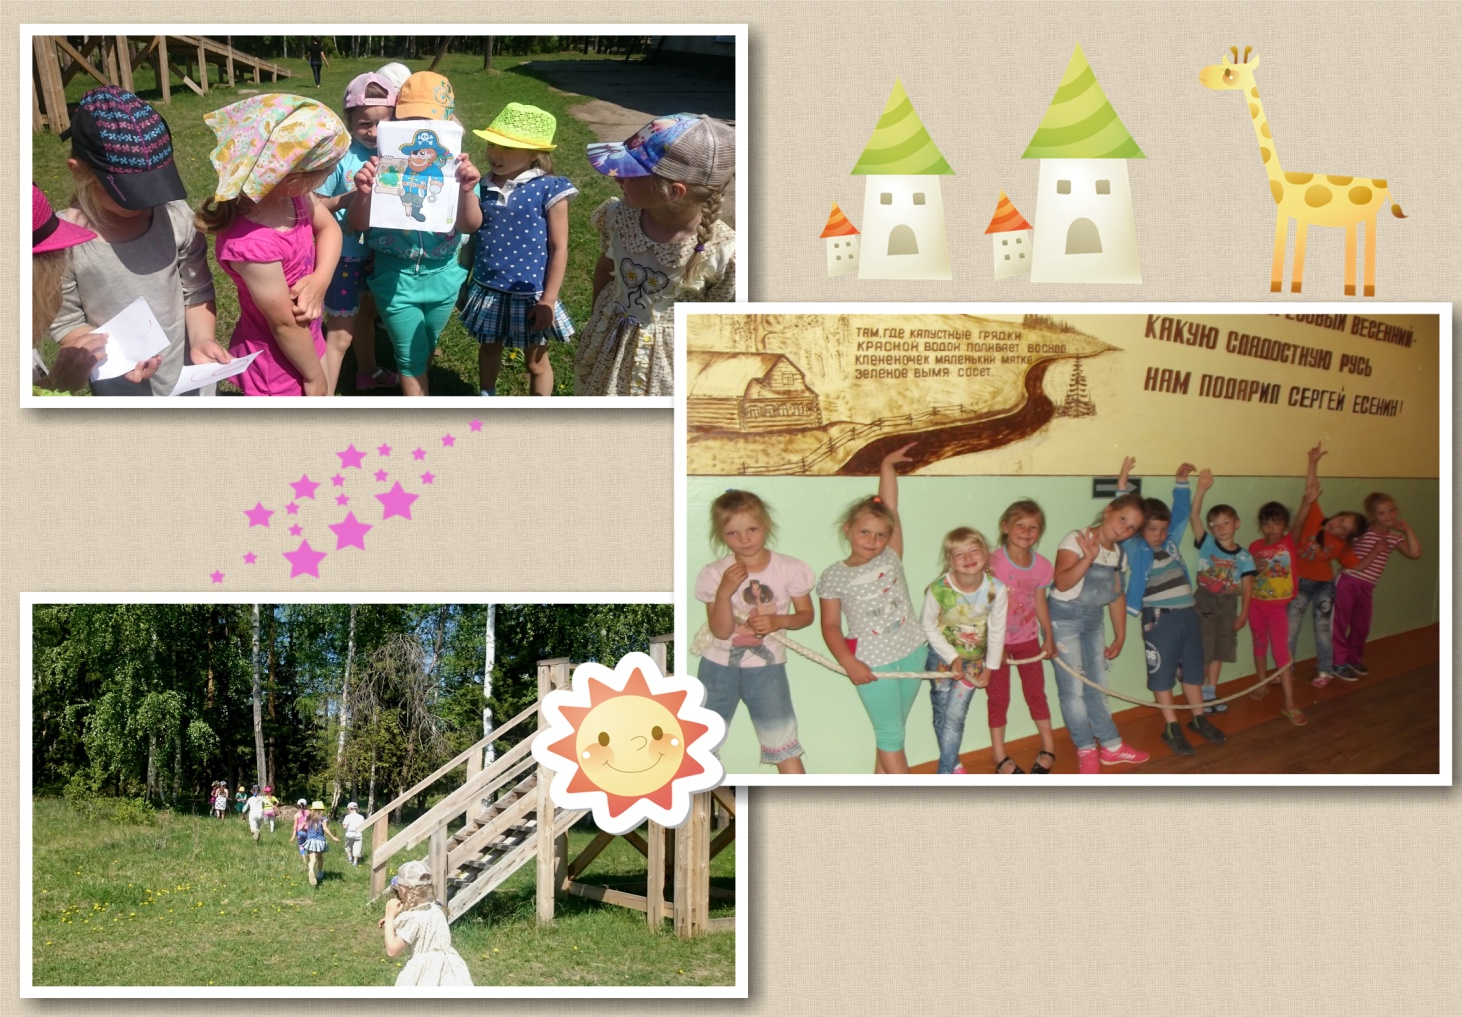 ТАМ, ГДЕ КАПУСТНЫЕ ГРЯДКИ
КРАСНОЙ ВОДОЙ ПОЛИВАЕТ ВОСХОД
КЛЕНЕНОЧЕК МАЛЕНЬКИЙ МАТКЕ
ЗЕЛЕНОЕ ВЫМЯ СОСЕТ.
ВЕСЕННИЙ
КАКУЮ СЛАДОСТНУЮ РУСЬ
НАМ ПОДАРИЛ СЕРГЕЙ ЕСЕНИН!